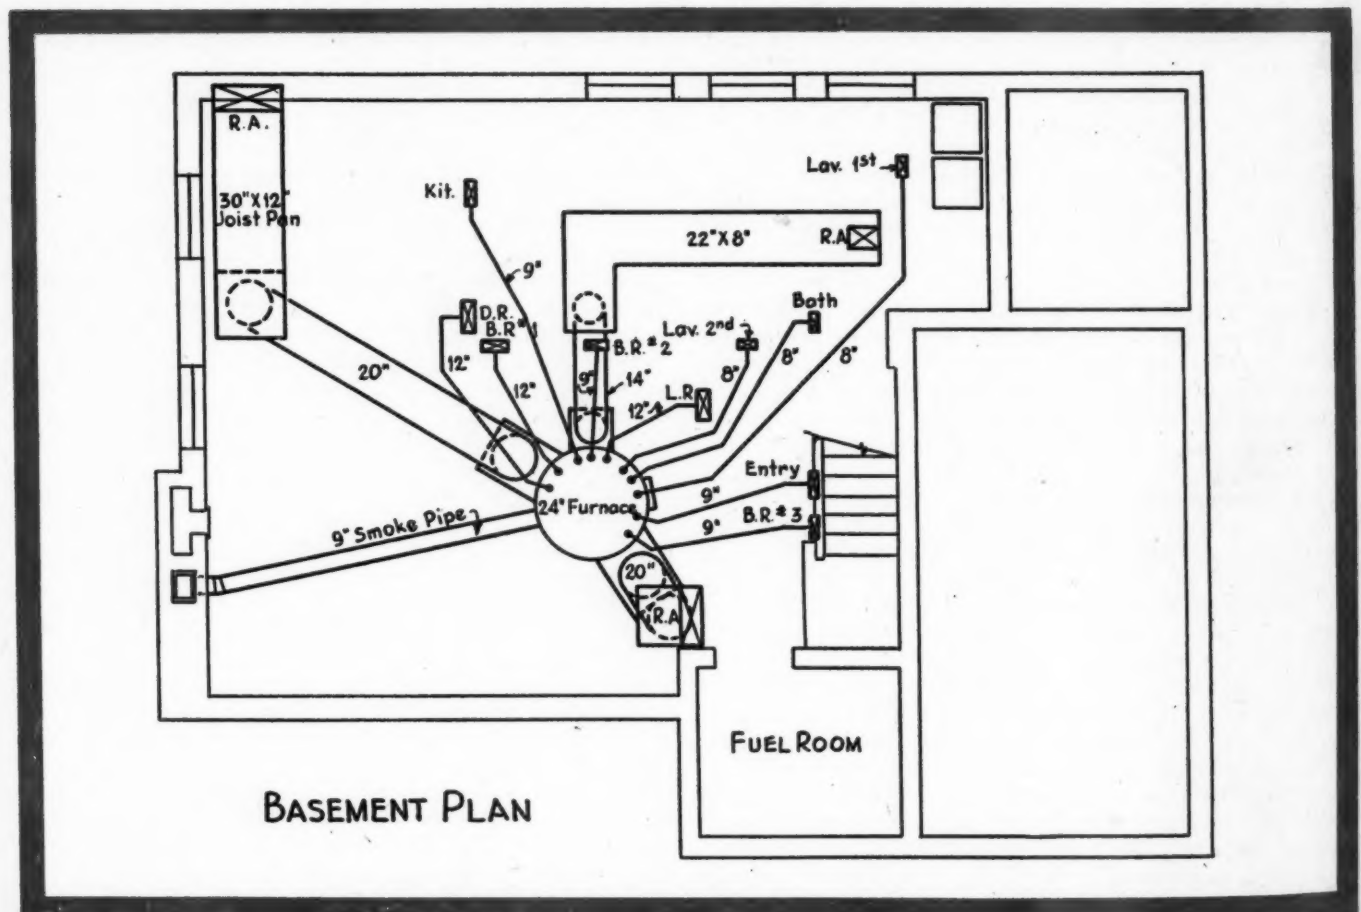 R.A.
30"X12"
Joist Pan
Kit.
Lav. 1st
22"X8"
R.A
9"
D.R.
B.R#1
Bath
Lav. 2nd
B.R.#2
12"
12"
20"
9"
14"
8"
8"
8"
12"
L.R
Entry
9"
24" Furnace
B.R.#3
9"
9" Smoke Pipe
20"
R.A
FUEL ROOM
BASEMENT PLAN